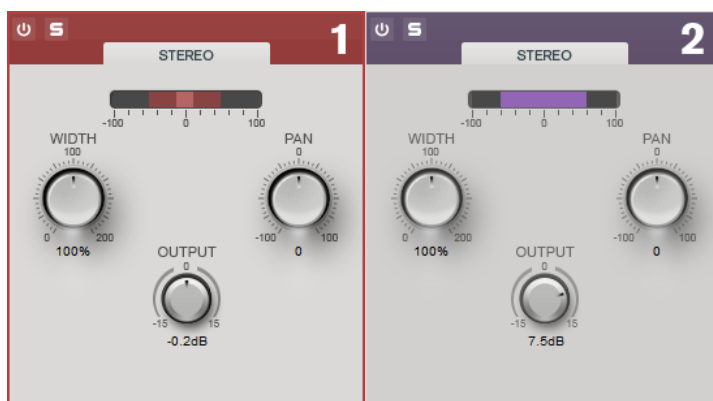 S 1 S 2
STEREO STEREO
-100 0 100 -100 0 100
WIDTH PAN WIDTH PAN
100 0 100 0
0 200 -100 100 0 200 -100 100
100% 0 100% 0
OUTPUT OUTPUT
0 0
-15 15 -15 15
-0.2dB 7.5dB